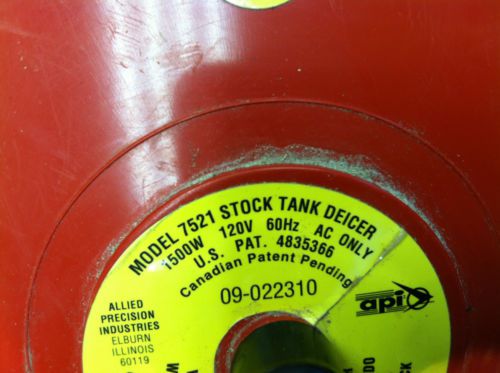 MODEL 7521 STOCK TANK DEICER
1500W 120V 60Hz AC ONLY
U.S. PAT. 4835366
Canadian Patent Pending
09-022310
api
ALLIED
PRECISION
INDUSTRIES
ELBURN
ILLINOIS
60119